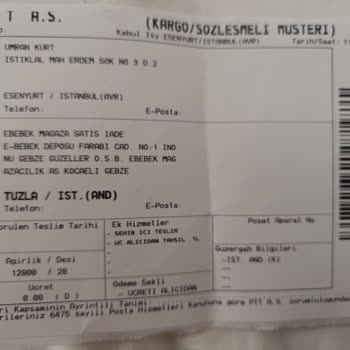 T A.S.
(KARGO/SOZLESMELI MUSTERI)
Kabul Isy ESENYURT/ISTANBUL(AVR)
Tarih/Saat:
UMRAN KURT
ISTIKLAL MAH ERDEM SOK NO 3 D.2
ESENYURT / ISTANBUL(AVR)
Telefon:
E-Posta:
EBEBEK MAGAZA SATIS IADE
E-BEBEK DEPOSU FARABI CAD. NO:1 INO
NU GEBZE GUZELLER O.S.B. EBEBEK MAG
AZACILIK AS KOCAELI GEBZE
TUZLA / IST.(AND)
Telefon:
E-Posta:
orulen Teslim Tarihi
Ek Hizmetler
- SEHIR ICI TESLIM
- UC.ALICIDAN TAHSIL TL
Poset Aparat No:
Agirlik / Desi
12800 / 28
Guzergah Bilgileri
-IST. AND.(K)
--
--
--
Ucret
0.00 ( D )
Odeme Sekli
- UCRETI ALICIDAN
ri Kapsaminin Ayrintili Tanimi
rileriniz 6475 sayili Posta Hizmetleri Kanununa gore PTT A.S.